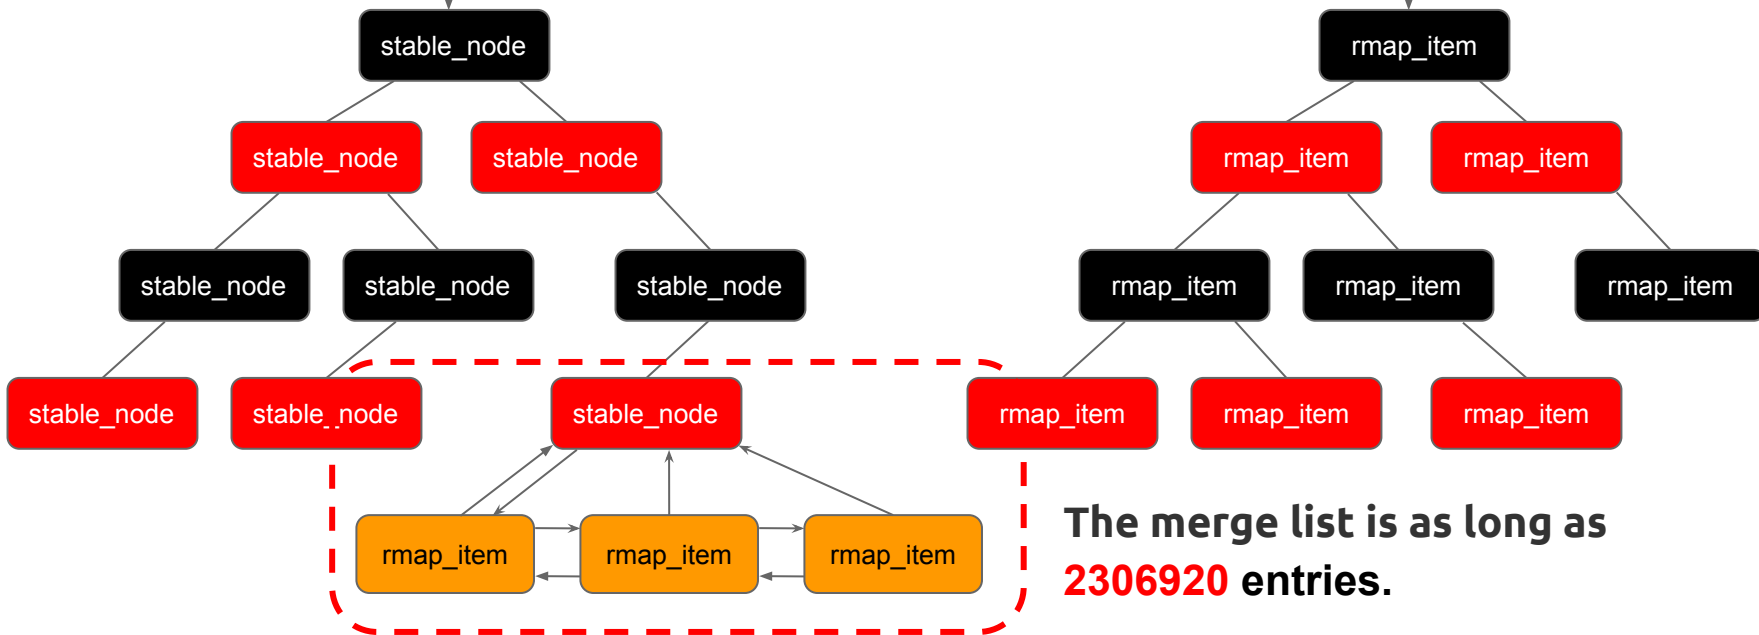 stable_node
rmap_item
stable_node
stable_node
rmap_item
rmap_item
stable_node
stable_node
stable_node
rmap_item
rmap_item
rmap_item
stable_node
stable_node
stable_node
rmap_item
rmap_item
rmap_item
The merge list is as long as
2306920 entries.
rmap_item
rmap_item
rmap_item